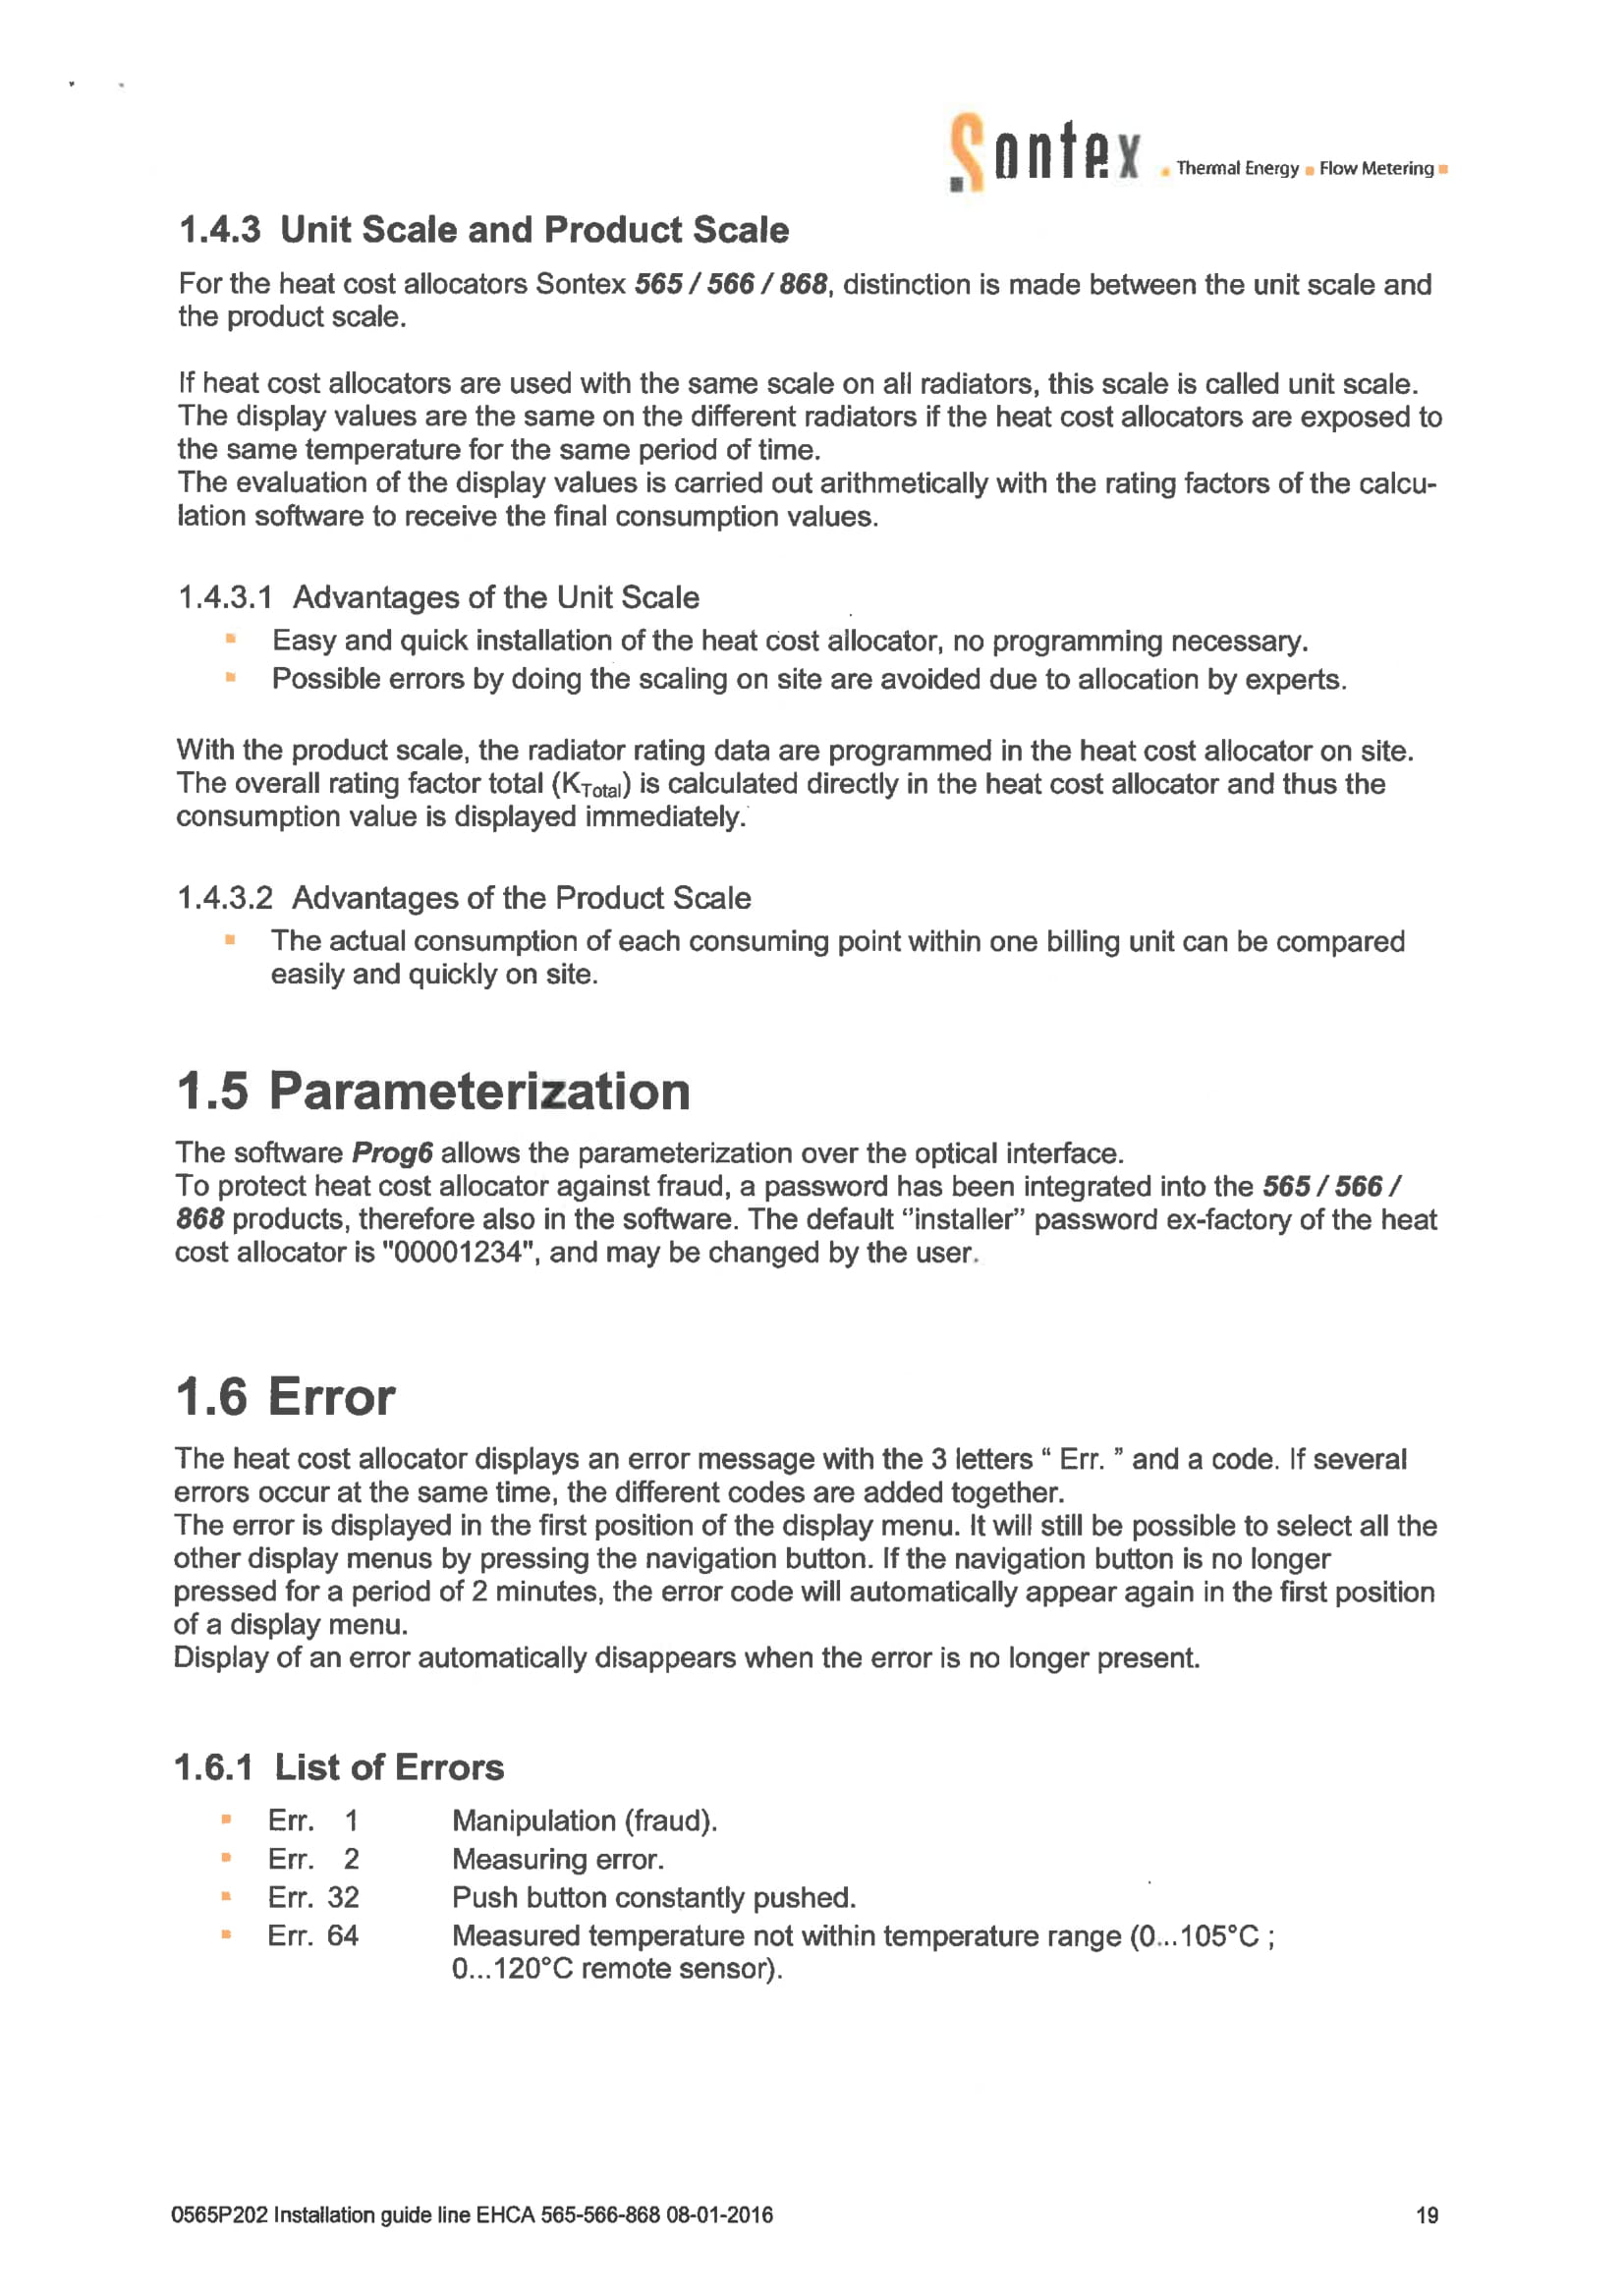 Sontex Thermal Energy Flow Metering
1.4.3 Unit Scale and Product Scale
For the heat cost allocators Sontex 565 / 566 / 868, distinction is made between the unit scale and
the product scale.
If heat cost allocators are used with the same scale on all radiators, this scale is called unit scale.
The display values are the same on the different radiators if the heat cost allocators are exposed to
the same temperature for the same period of time.
The evaluation of the display values is carried out arithmetically with the rating factors of the calcu-
lation software to receive the final consumption values.
1.4.3.1 Advantages of the Unit Scale
Easy and quick installation of the heat cost allocator, no programming necessary.
Possible errors by doing the scaling on site are avoided due to allocation by experts.
With the product scale, the radiator rating data are programmed in the heat cost allocator on site.
The overall rating factor total (KTotal) is calculated directly in the heat cost allocator and thus the
consumption value is displayed immediately.
1.4.3.2 Advantages of the Product Scale
The actual consumption of each consuming point within one billing unit can be compared
easily and quickly on site.
1.5 Parameterization
The software Prog6 allows the parameterization over the optical interface.
To protect heat cost allocator against fraud, a password has been integrated into the 565 / 566 /
868 products, therefore also in the software. The default “installer” password ex-factory of the heat
cost allocator is "00001234", and may be changed by the user.
1.6 Error
The heat cost allocator displays an error message with the 3 letters “ Err. ” and a code. If several
errors occur at the same time, the different codes are added together.
The error is displayed in the first position of the display menu. It will still be possible to select all the
other display menus by pressing the navigation button. If the navigation button is no longer
pressed for a period of 2 minutes, the error code will automatically appear again in the first position
of a display menu.
Display of an error automatically disappears when the error is no longer present.
1.6.1 List of Errors
Err. 1 Manipulation (fraud).
Err. 2 Measuring error.
Err. 32 Push button constantly pushed.
Err. 64 Measured temperature not within temperature range (0...105°C ;
0...120°C remote sensor).
0565P202 Installation guide line EHCA 565-566-868 08-01-2016 19